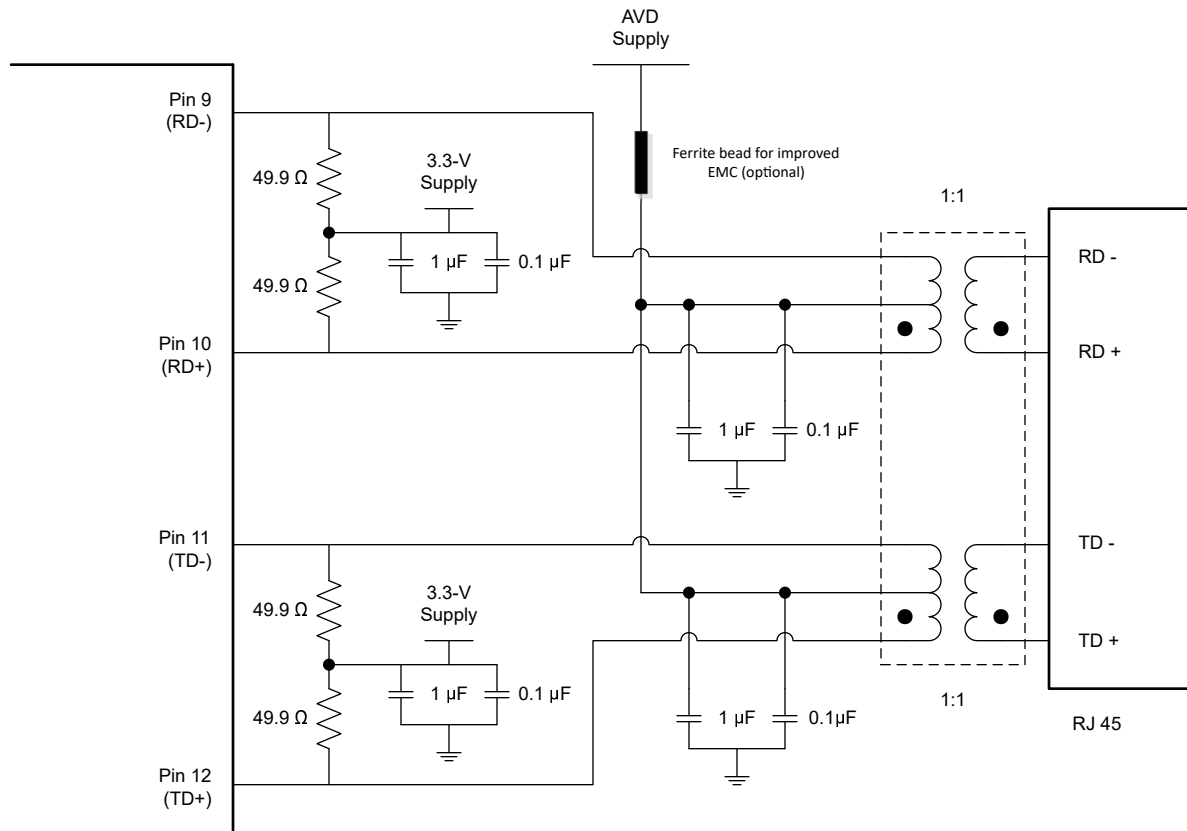 AVD
Supply
Pin 9
(RD-)
49.9 Ω
3.3-V
Supply
Ferrite bead for improved
EMC (optional)
1:1
1 µF
0.1 µF
49.9 Ω
RD -
Pin 10
(RD+)
RD +
1 µF
0.1 µF
Pin 11
(TD-)
TD -
49.9 Ω
3.3-V
Supply
TD +
1 µF
0.1 µF
49.9 Ω
1 µF
0.1µF
1:1
RJ 45
Pin 12
(TD+)